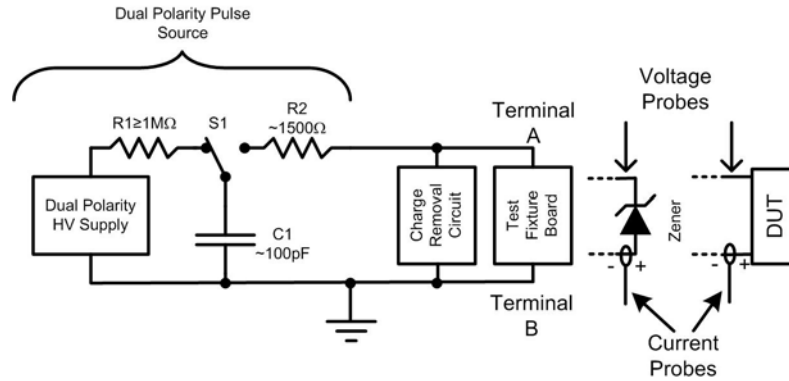 Dual Polarity Pulse
Source
R1≥1MΩ
S1
R2
~1500Ω
Terminal
A
Voltage
Probes
Dual Polarity
HV Supply
C1
~100pF
Charge
Removal
Circuit
Test
Fixture
Board
Zener
DUT
- +
- +
Terminal
B
Current
Probes